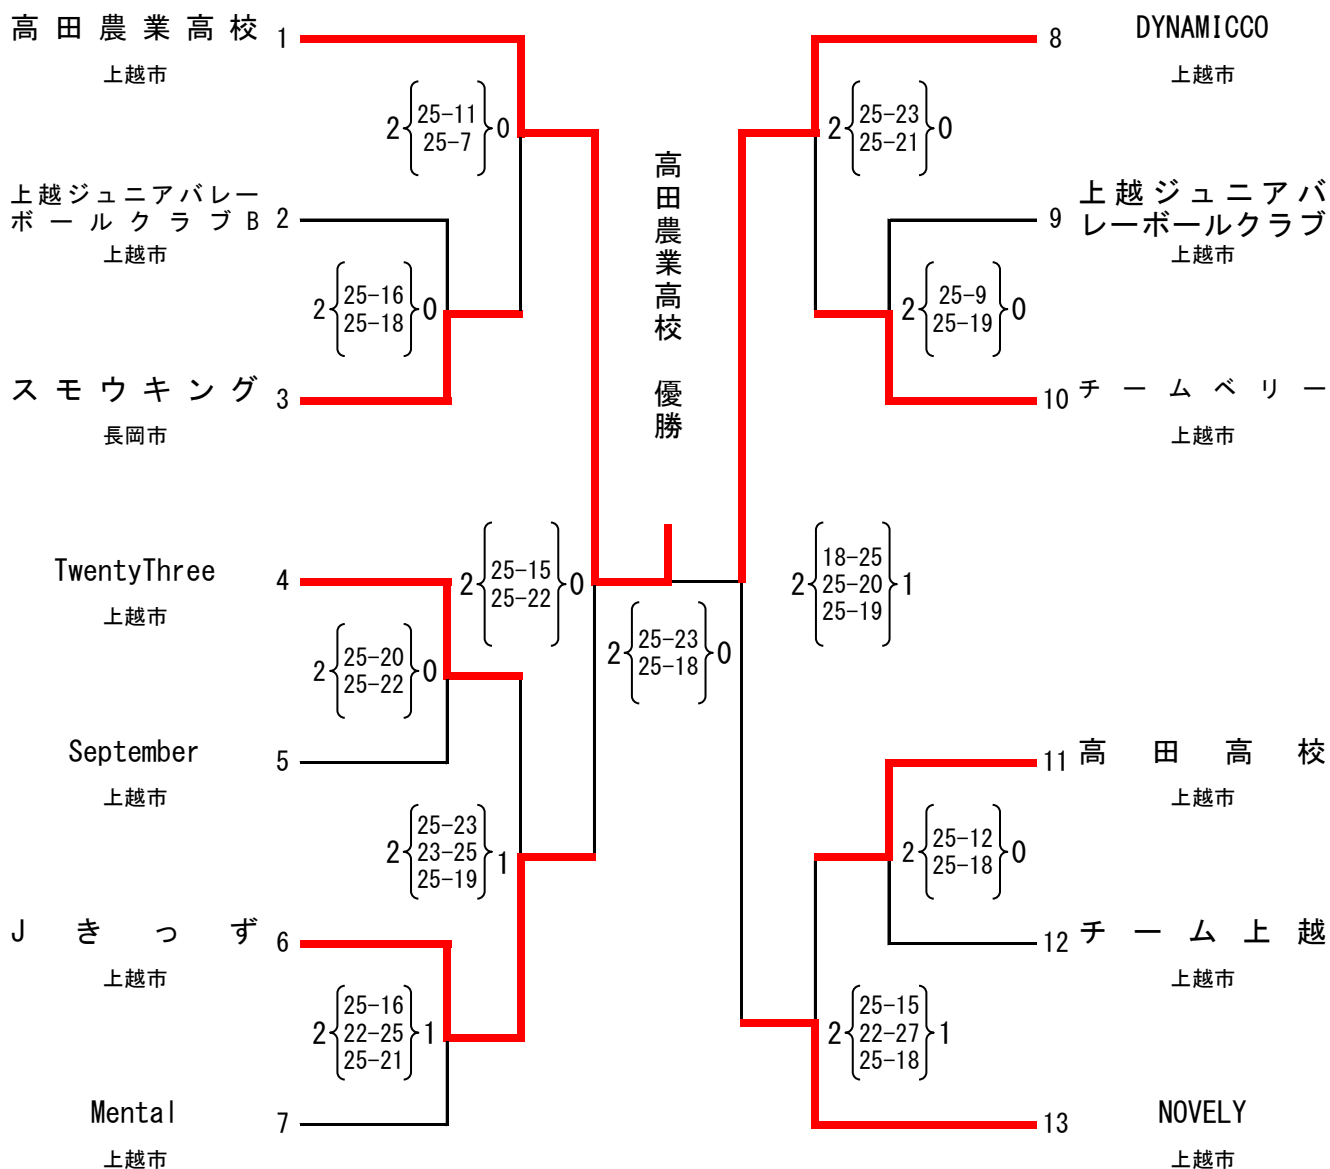 高田農業高校 1
上越市
2 25-11 0
25-7
上越ジュニアバレー
ボールクラブB 2
上越市
2 25-16 0
25-18
スモウキング 3
長岡市
TwentyThree 4
上越市
2 25-20 0
25-22
September 5
上越市
2 25-23 1
23-25
25-19
Jきっず 6
上越市
2 25-16 1
22-25
25-21
Mental 7
上越市
2 25-15 0
25-22
高田農業高校 優勝
2 25-23 0
25-18
8 DYNAMICCO
上越市
2 25-23 0
25-21
9 上越ジュニアバ
レーボールクラブ
上越市
2 25-9 0
25-19
10 チームベリー
上越市
2 18-25 1
25-20
25-19
11 高田高校
上越市
2 25-12 0
25-18
12 チーム上越
上越市
2 25-15 1
22-27
25-18
13 NOVELY
上越市